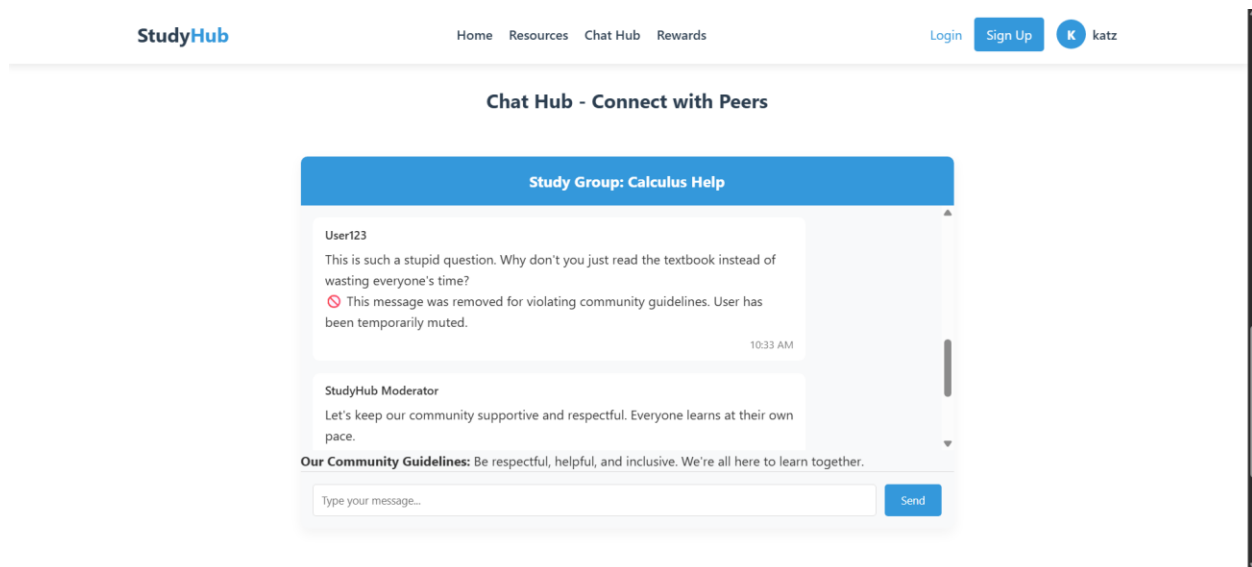 StudyHub
Home Resources Chat Hub Rewards
Login Sign Up K katz
Chat Hub - Connect with Peers
Study Group: Calculus Help
User123
This is such a stupid question. Why don't you just read the textbook instead of
wasting everyone's time?
🚫 This message was removed for violating community guidelines. User has
been temporarily muted.
10:33 AM
StudyHub Moderator
Let's keep our community supportive and respectful. Everyone learns at their own
pace.
Our Community Guidelines: Be respectful, helpful, and inclusive. We're all here to learn together.
Type your message...
Send